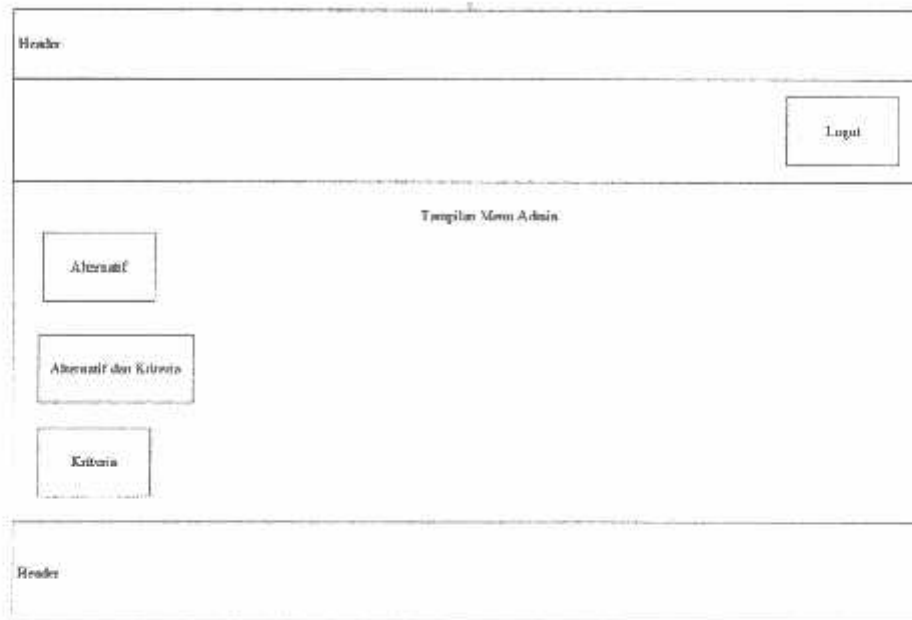 Header
Logut
Tampilan Menu Admin
Alternatif
Alternatif dan Kriteria
Kriteria
Header